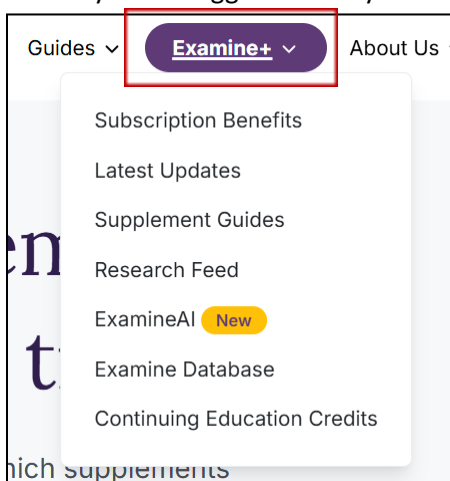 Guides Examine+ About Us
Subscription Benefits
Latest Updates
Supplement Guides
Research Feed
ExamineAI New
Examine Database
Continuing Education Credits
supplements